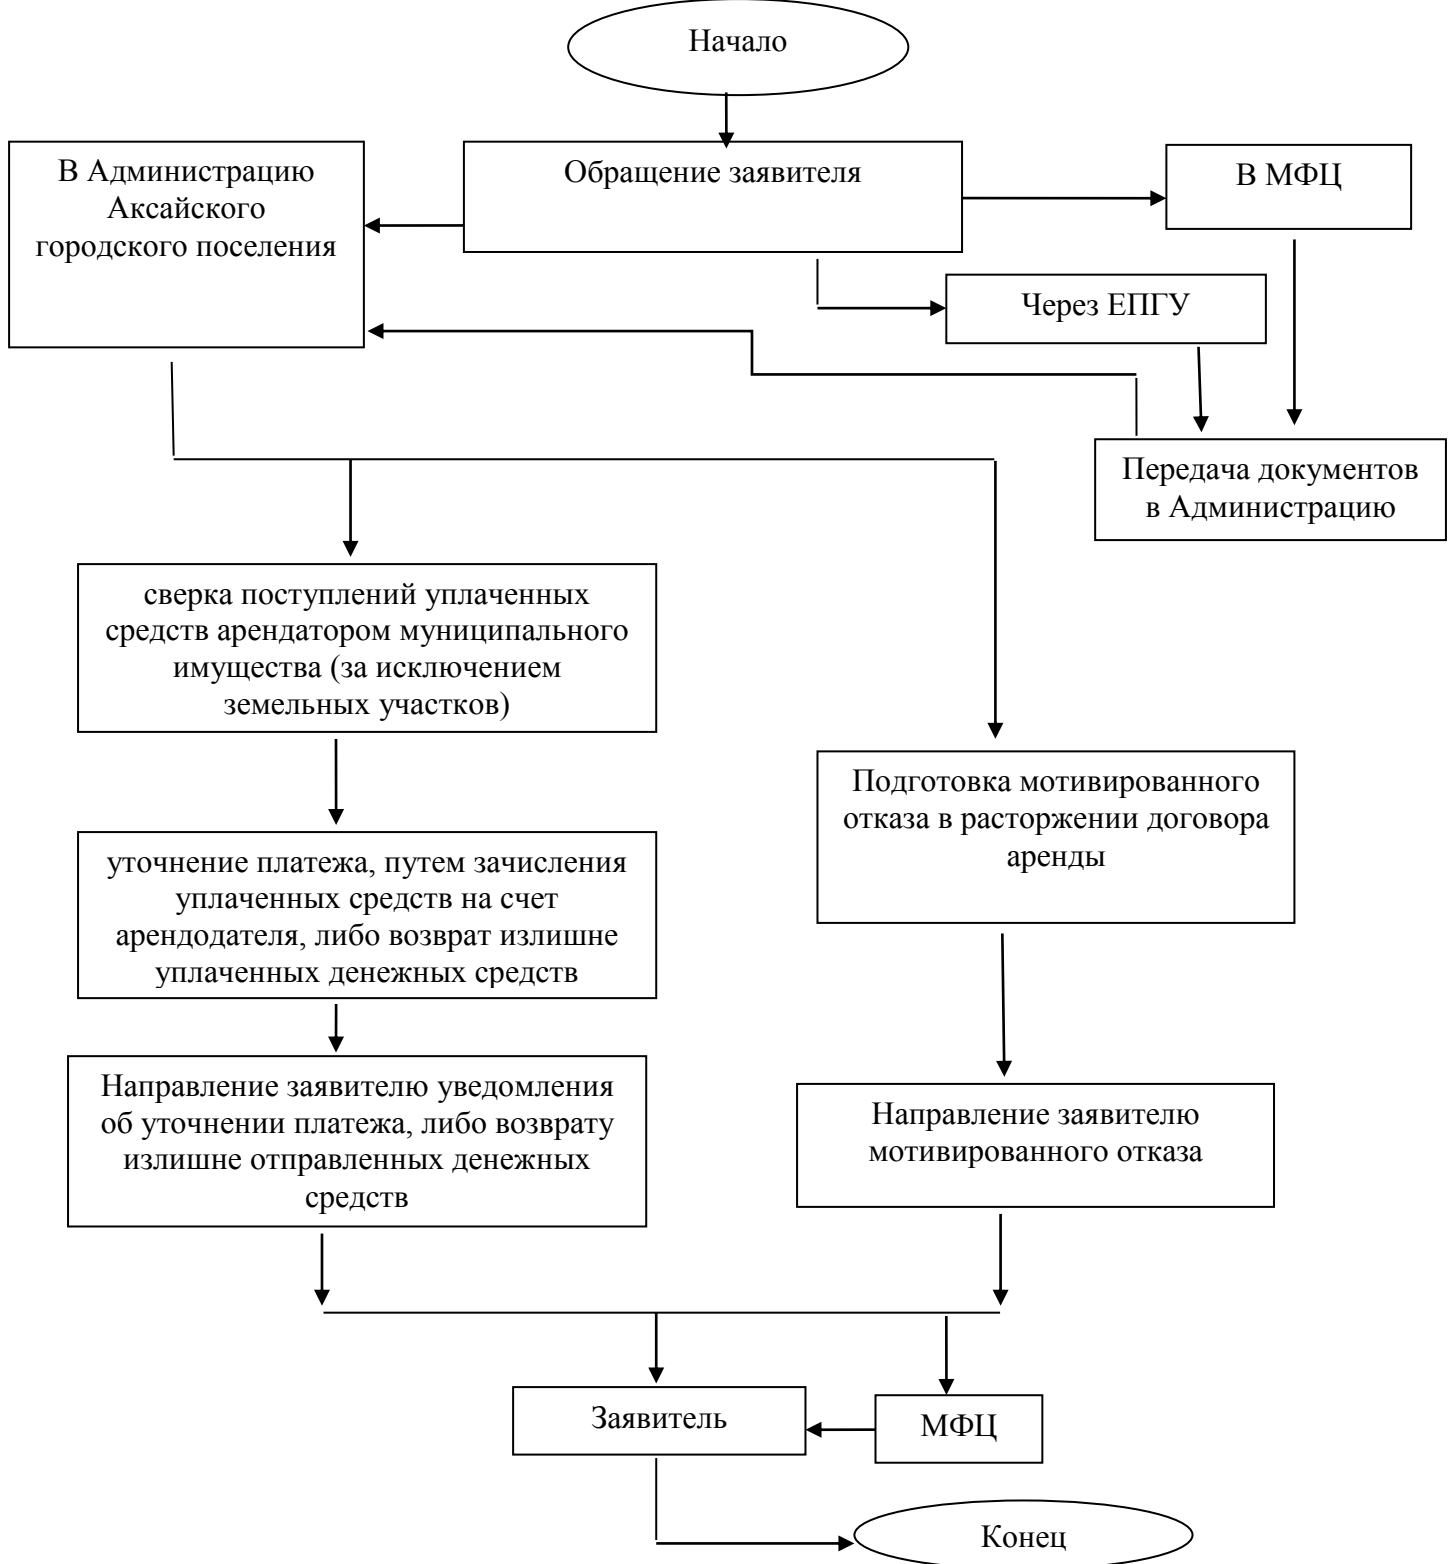 Начало
В Администрацию
Аксайского
городского поселения
Обращение заявителя
В МФЦ
Через ЕПГУ
Передача документов
в Администрацию
сверка поступлений уплаченных
средств арендатором муниципального
имущества (за исключением
земельных участков)
Подготовка мотивированного
отказа в расторжении договора
аренды
уточнение платежа, путем зачисления
уплаченных средств на счет
арендодателя, либо возврат излишне
уплаченных денежных средств
Направление заявителю уведомления
об уточнении платежа, либо возврату
излишне отправленных денежных
средств
Направление заявителю
мотивированного отказа
Заявитель
МФЦ
Конец